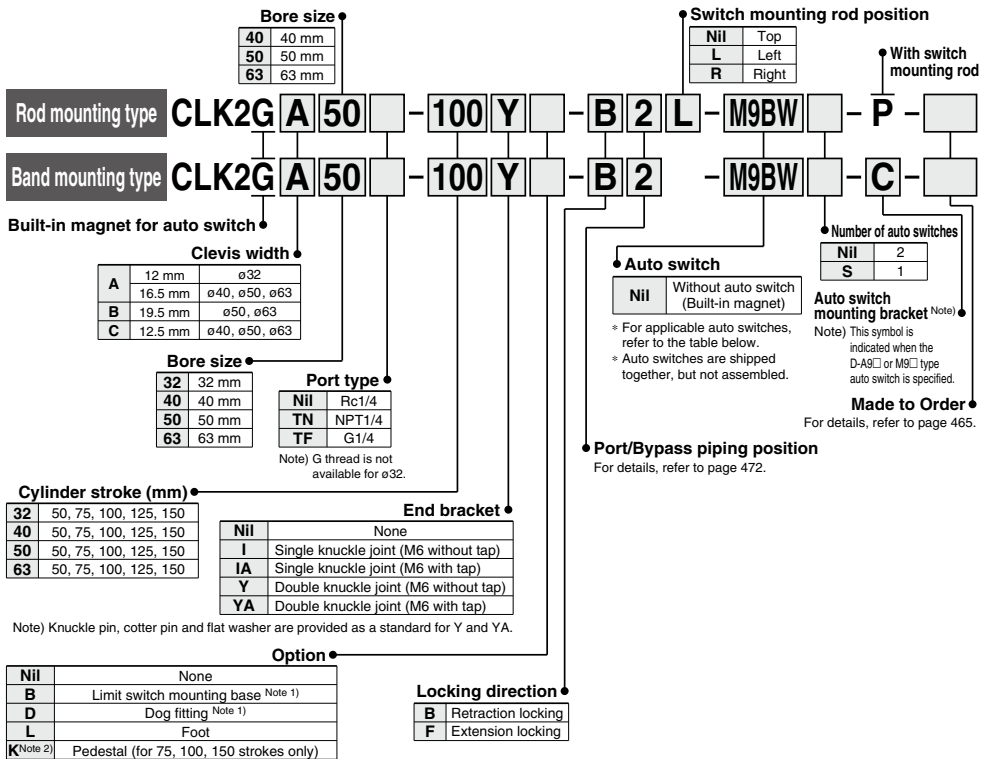 Bore size
40 40 mm
50 50 mm
63 63 mm
Switch mounting rod position
Nil Top
L Left
R Right
With switch
mounting rod
Rod mounting type CLK2G A 50 - 100 Y - B 2 L - M9BW - P -
Band mounting type CLK2G A 50 - 100 Y - B 2 - M9BW - C -
Built-in magnet for auto switch
Clevis width
A 12 mm ø32
16.5 mm ø40, ø50, ø63
B 19.5 mm ø50, ø63
C 12.5 mm ø40, ø50, ø63
Bore size
32 32 mm
40 40 mm
50 50 mm
63 63 mm
Port type
Nil Rc1/4
TN NPT1/4
TF G1/4
Note) G thread is not
available for ø32.
Auto switch
Nil Without auto switch
(Built-in magnet)
* For applicable auto switches,
refer to the table below.
* Auto switches are shipped
together, but not assembled.
Number of auto switches
Nil 2
S 1
Auto switch
mounting bracket Note)
Note) This symbol is
indicated when the
D-A9□ or M9□ type
auto switch is specified.
Made to Order
For details, refer to page 465.
Port/Bypass piping position
For details, refer to page 472.
Cylinder stroke (mm)
32 50, 75, 100, 125, 150
40 50, 75, 100, 125, 150
50 50, 75, 100, 125, 150
63 50, 75, 100, 125, 150
End bracket
Nil None
I Single knuckle joint (M6 without tap)
IA Single knuckle joint (M6 with tap)
Y Double knuckle joint (M6 without tap)
YA Double knuckle joint (M6 with tap)
Note) Knuckle pin, cotter pin and flat washer are provided as a standard for Y and YA.
Option
Nil None
B Limit switch mounting base Note 1)
D Dog fitting Note 1)
L Foot
K Note 2) Pedestal (for 75, 100, 150 strokes only)
Locking direction
B Retraction locking
F Extension locking